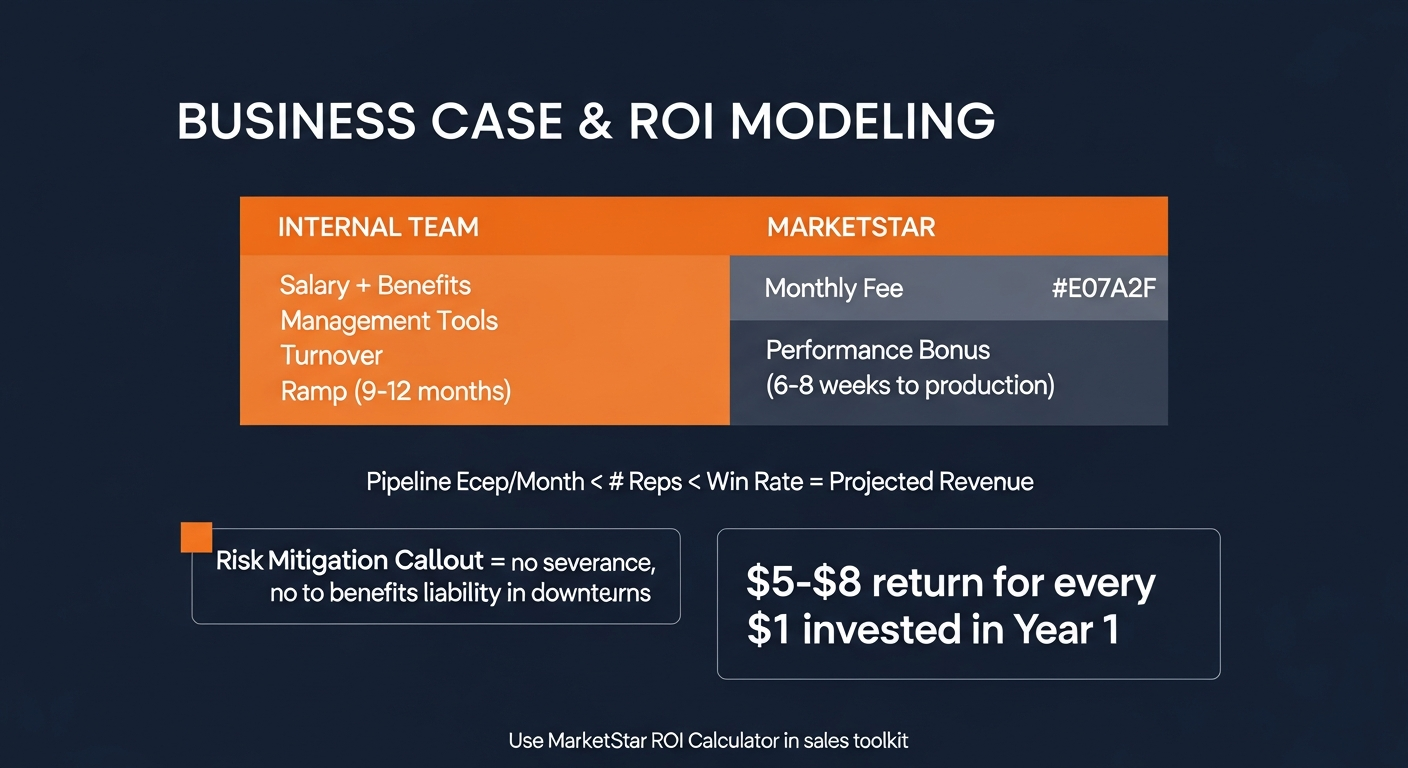 BUSINESS CASE & ROI MODELING
INTERNAL TEAM
Salary + Benefits
Management Tools
Turnover
Ramp (9-12 months)
MARKETSTAR
Monthly Fee #E07A2F
Performance Bonus
(6-8 weeks to production)
Pipeline Ecep/Month < # Reps < Win Rate = Projected Revenue
Risk Mitigation Callout = no severance,
no to benefits liability in downteurns
$5-$8 return for every
$1 invested in Year 1
Use MarketStar ROI Calculator in sales toolkit